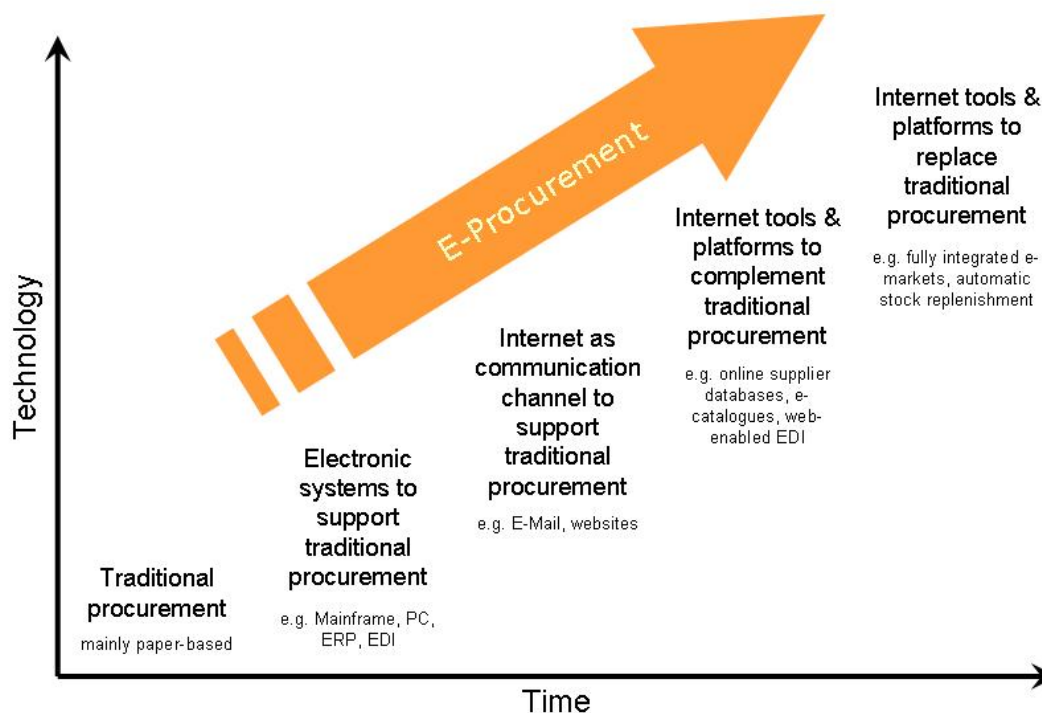 Technology
E-Procurement
Traditional
procurement
mainly paper-based
Electronic
systems to
support
traditional
procurement
e.g. Mainframe, PC,
ERP, EDI
Internet as
communication
channel to
support
traditional
procurement
e.g. E-Mail, websites
Internet tools &
platforms to
complement
traditional
procurement
e.g. online supplier
databases, e-
catalogues, web-
enabled EDI
Internet tools &
platforms to
replace
traditional
procurement
e.g. fully integrated e-
markets, automatic
stock replenishment
Time